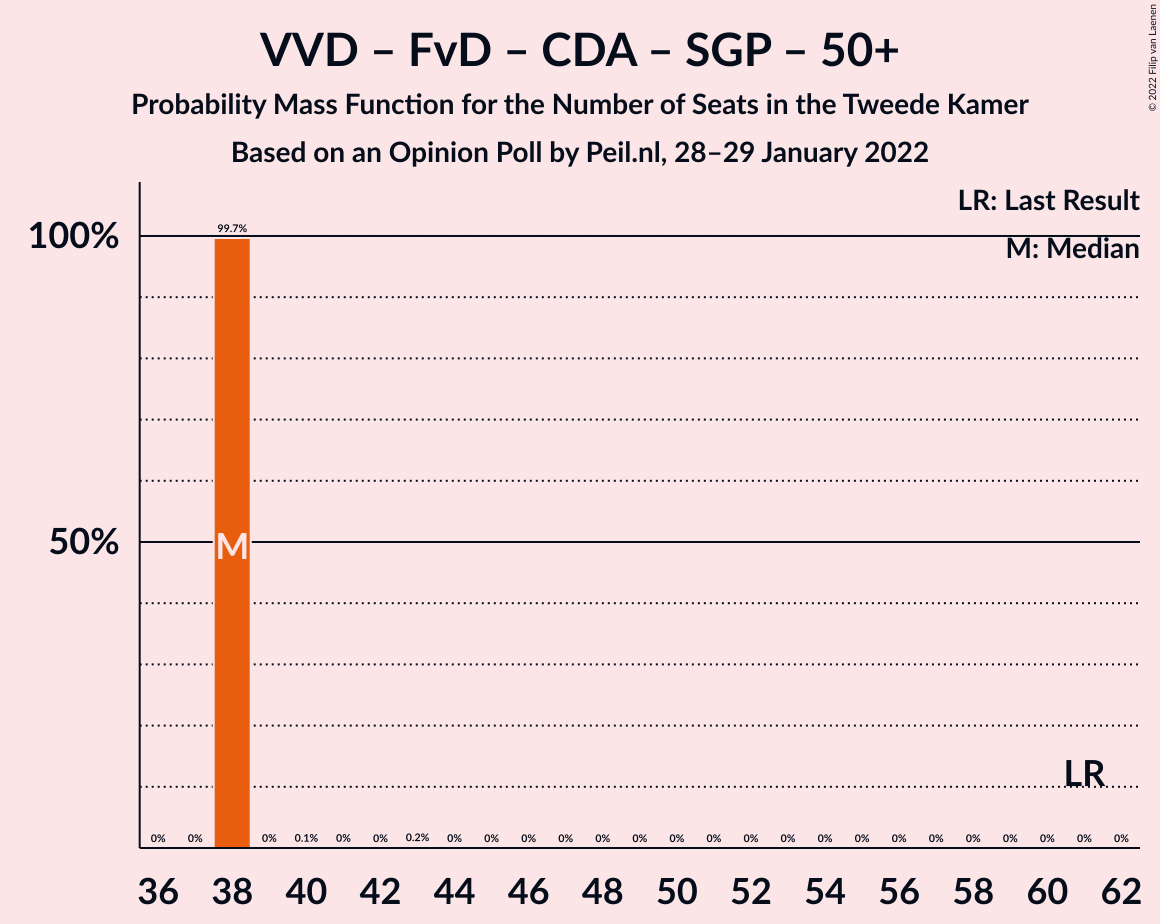 VVD – FvD – CDA – SGP – 50+
Probability Mass Function for the Number of Seats in the Tweede Kamer
Based on an Opinion Poll by Peil.nl, 28–29 January 2022
© 2022 Filip van Laenen
LR: Last Result
M: Median
100%
50%
99.7%
M
LR
0% 0% 0% 0.1% 0% 0% 0.2% 0% 0% 0% 0% 0% 0% 0% 0% 0% 0% 0% 0% 0% 0% 0% 0% 0% 0% 0%
36 38 40 42 44 46 48 50 52 54 56 58 60 62